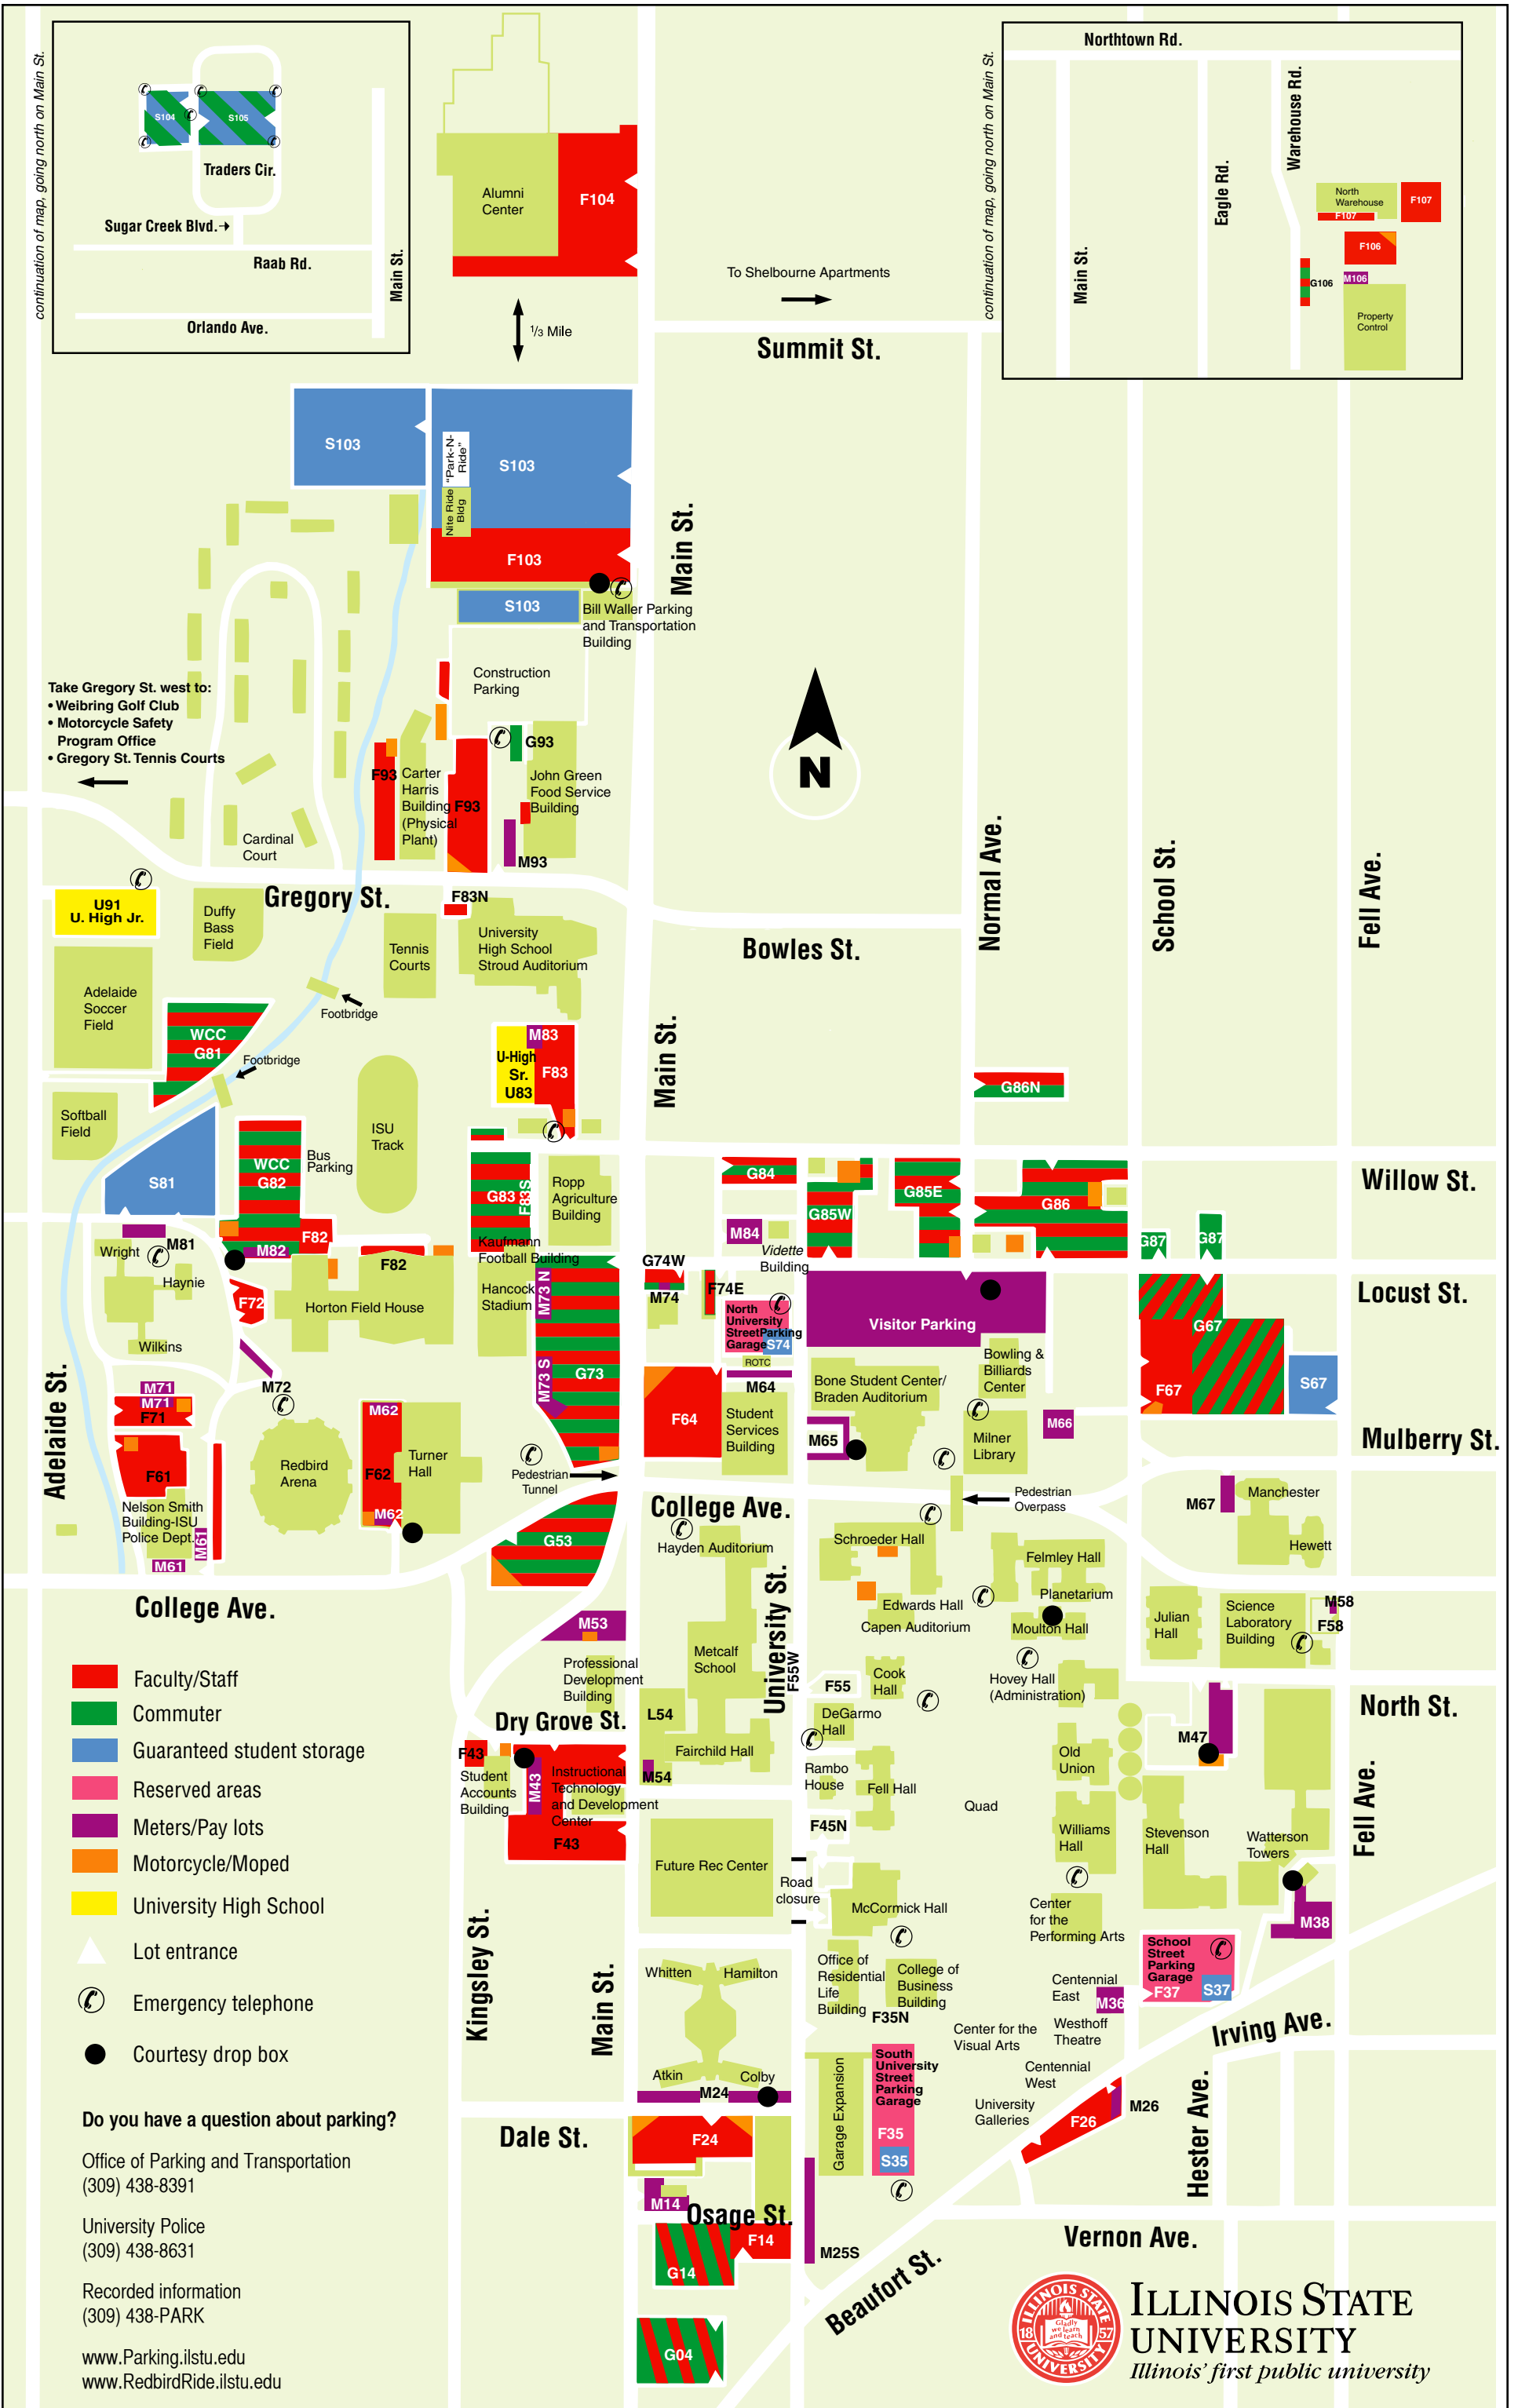 continuation of map, going north on Main St.
S104
S105
Traders Cir.
Sugar Creek Blvd.
Raab Rd.
Main St.
Orlando Ave.
Alumni
Center
F104
1/3 Mile
To Shelbourne Apartments
Summit St.
continuation of map, going north on Main St.
Northtown Rd.
Warehouse Rd.
Eagle Rd.
Main St.
North
Warehouse
F107
F107
F106
M106
G106
Property
Control
S103
"Park-N-
Ride"
S103
Nite Ride
Bldg
F103
S103
Main St.
Bill Waller Parking
and Transportation
Building
Construction
Parking
Take Gregory St. west to:
• Weibring Golf Club
• Motorcycle Safety
Program Office
• Gregory St. Tennis Courts
N
G93
F93
Carter
Harris
Building
(Physical
Plant)
F93
John Green
Food Service
Building
M93
Cardinal
Court
Gregory St.
U91
U. High Jr.
Duffy
Bass
Field
F83N
Tennis
Courts
University
High School
Stroud Auditorium
Bowles St.
Normal Ave.
School St.
Fell Ave.
Adelaide
Soccer
Field
Footbridge
WCC
G81
Footbridge
M83
U-High
Sr.
U83
F83
Main St.
G86N
Softball
Field
ISU
Track
S81
WCC
G82
Bus
Parking
G83
F83S
Ropp
Agriculture
Building
G84
G85W
G85E
G86
Willow St.
M81
Wright
M82
F82
F82
Kaufmann
Football Building
M84
Vidette
Building
G87
G87
Haynie
F72
Horton Field House
Hancock
Stadium
M73 N
G74W
M74
F74E
North
University
StreetParking
Garage
S74
Visitor Parking
Locust St.
G67
Wilkins
M72
M73 S
G73
ROTC
M64
Bone Student Center/
Braden Auditorium
Bowling &
Billiards
Center
F67
S67
M71
M71
F71
Adelaide St.
M62
F64
Student
Services
Building
M65
Milner
Library
M66
Mulberry St.
F61
Redbird
Arena
F62
Turner
Hall
Pedestrian
Tunnel
Nelson Smith
Building-ISU
Police Dept.
M61
M61
M62
College Ave.
Pedestrian
Overpass
M67
Manchester
Hewett
G53
Hayden Auditorium
Schroeder Hall
Felmley Hall
Planetarium
College Ave.
Edwards Hall
Capen Auditorium
Moulton Hall
Julian
Hall
Science
Laboratory
Building
M58
F58
M53
University St.
F55W
Metcalf
School
Professional
Development
Building
Cook
Hall
Hovey Hall
(Administration)
F55
North St.
L54
DeGarmo
Hall
Dry Grove St.
Fairchild Hall
M47
Old
Union
F43
Student
Accounts
Building
M43
Instructional
Technology
and Development
Center
M54
Rambo
House
Fell Hall
Quad
F43
F45N
Williams
Hall
Stevenson
Hall
Watterson
Towers
Fell Ave.
Future Rec Center
Road
closure
McCormick Hall
Center
for the
Performing Arts
M38
Kingsley St.
Main St.
Whitten
Hamilton
Office of
Residential
Life
Building
College of
Business
Building
F35N
School
Street
Parking
Garage
F37
S37
Centennial
East
M36
Westhoff
Theatre
Irving Ave.
Center for the
Visual Arts
Centennial
West
Atkin
Colby
M24
South
University
Street
Parking
Garage
F35
S35
Garage Expansion
University
Galleries
F26
M26
Hester Ave.
Dale St.
F24
M14
Osage St.
F14
G14
M25S
Vernon Ave.
Beaufort St.
G04
Faculty/Staff
Commuter
Guaranteed student storage
Reserved areas
Meters/Pay lots
Motorcycle/Moped
University High School
Lot entrance
Emergency telephone
Courtesy drop box
Do you have a question about parking?
Office of Parking and Transportation
(309) 438-8391
University Police
(309) 438-8631
Recorded information
(309) 438-PARK
www.Parking.ilstu.edu
www.RedbirdRide.ilstu.edu
ILLINOIS STATE
UNIVERSITY
18 57
Gladly
we learn
and teach
ILLINOIS STATE
UNIVERSITY
Illinois' first public university